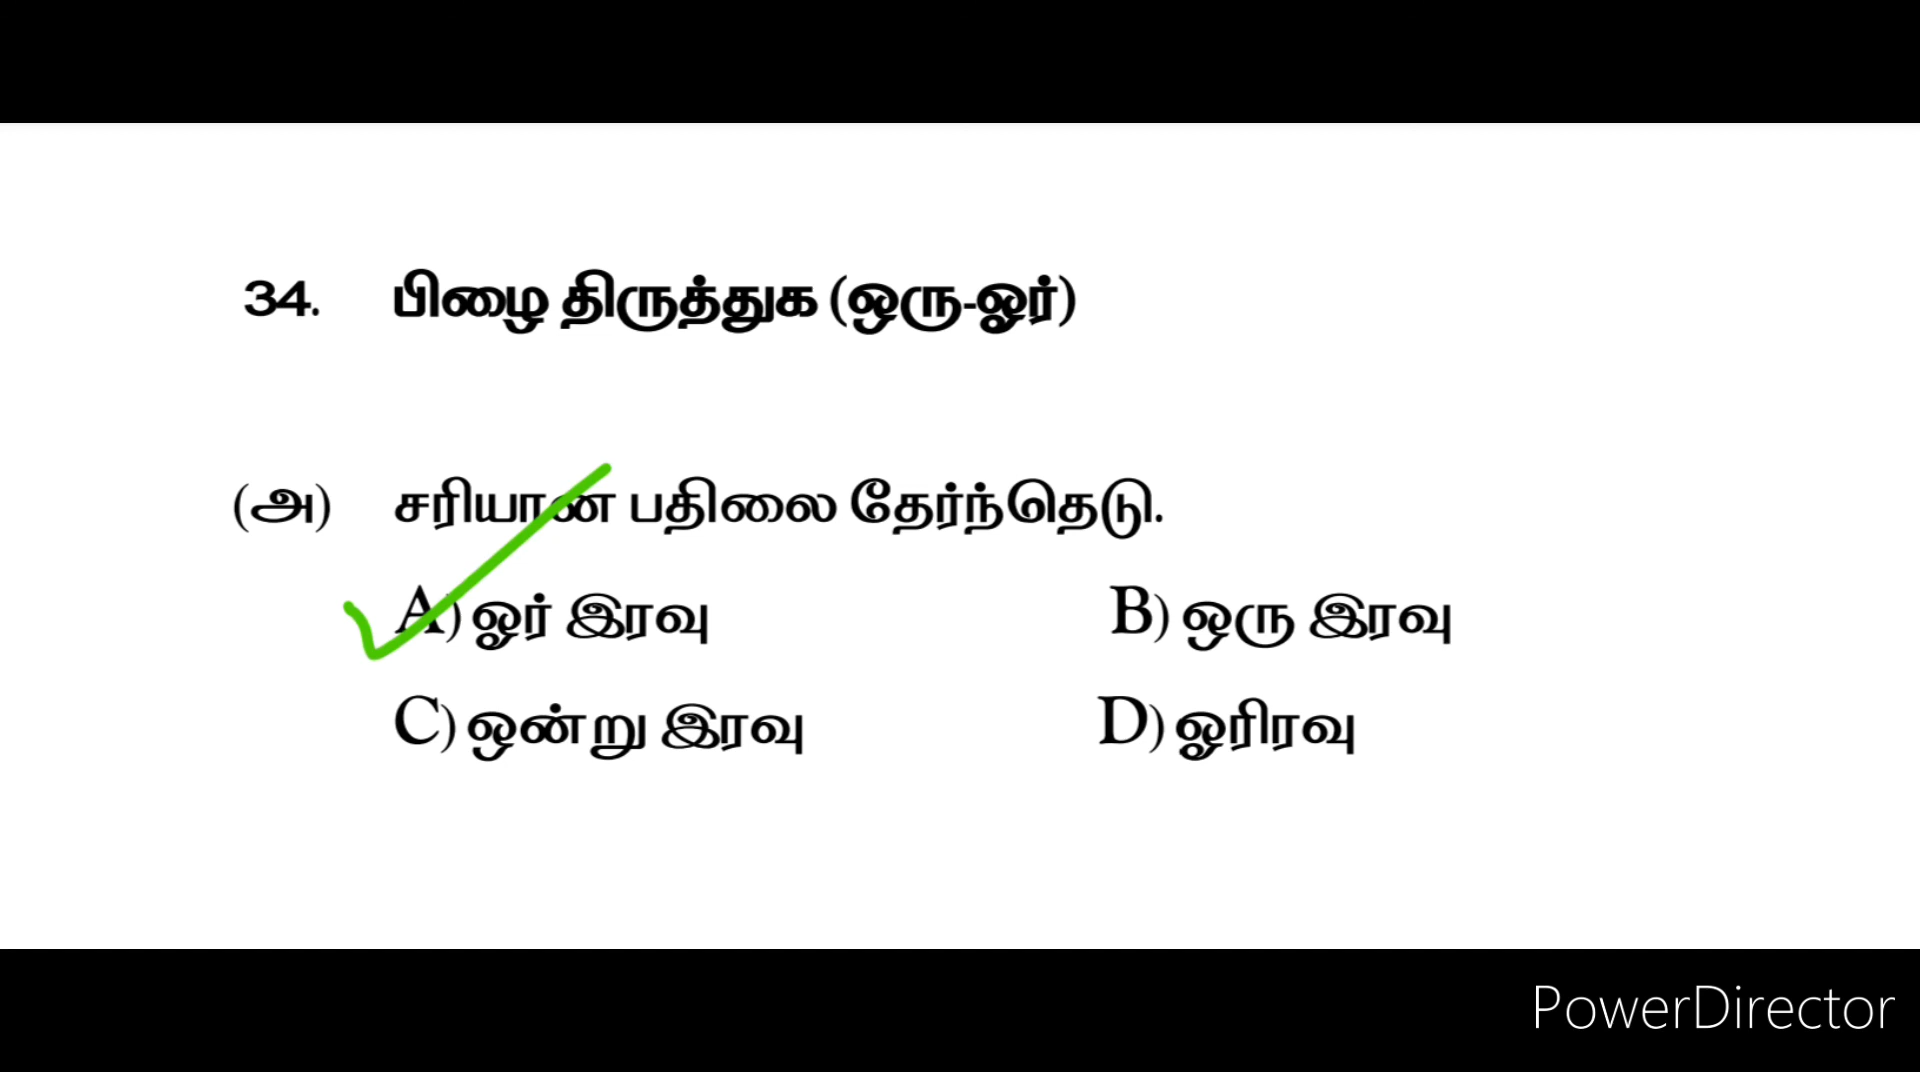 34. பிழை திருத்துக (ஒரு-ஓர்)
(அ) சரியான பதிலை தேர்ந்தெடு.
A) ஓர் இரவு B) ஒரு இரவு
C) ஒன்று இரவு D) ஓரிரவு
PowerDirector